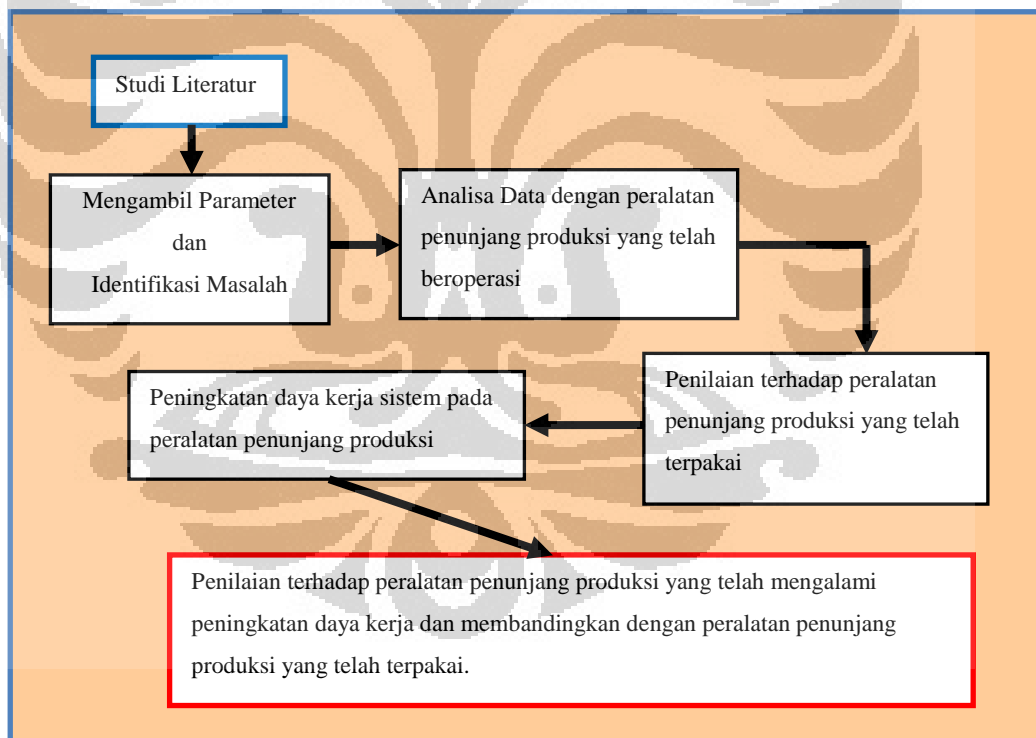 Studi Literatur
Mengambil Parameter
dan
Identifikasi Masalah
Analisa Data dengan peralatan
penunjang produksi yang telah
beroperasi
Penilaian terhadap peralatan
penunjang produksi yang telah
terpakai
Peningkatan daya kerja sistem pada
peralatan penunjang produksi
Penilaian terhadap peralatan penunjang produksi yang telah mengalami
peningkatan daya kerja dan membandingkan dengan peralatan penunjang
produksi yang telah terpakai.